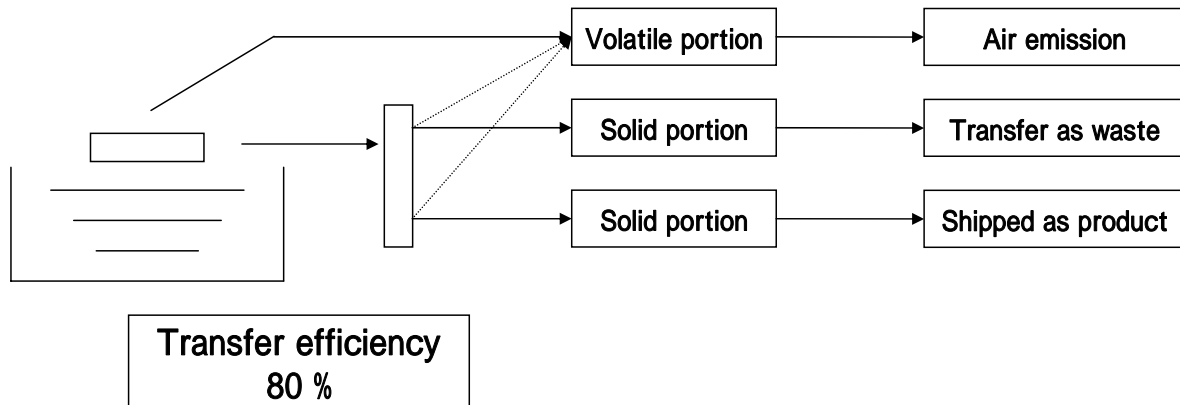 Volatile portion
Air emission
Solid portion
Transfer as waste
Solid portion
Shipped as product
Transfer efficiency
80 %